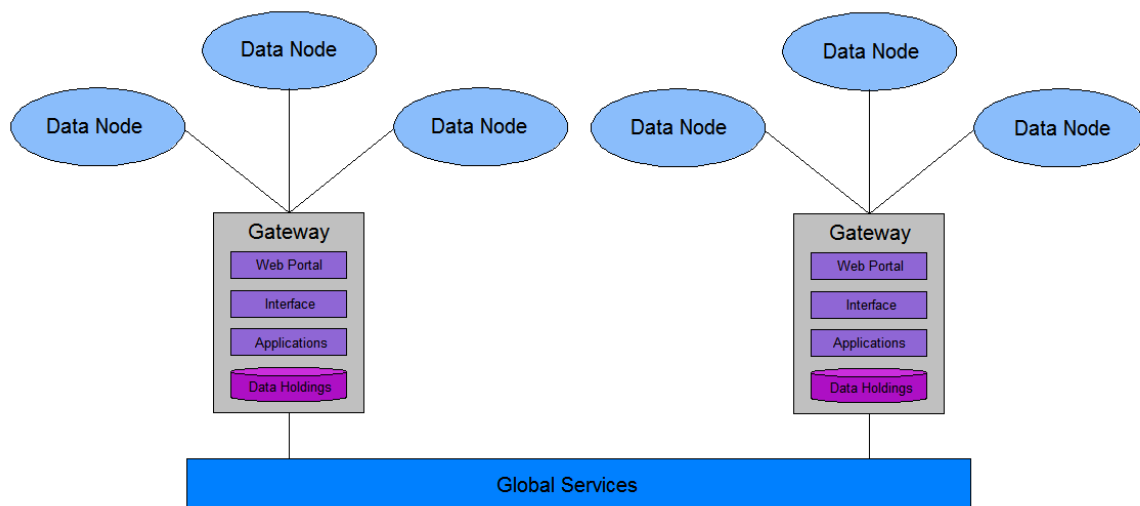 Data Node
Data Node
Data Node
Data Node
Data Node
Data Node
Gateway
Web Portal
Interface
Applications
Data Holdings
Gateway
Web Portal
Interface
Applications
Data Holdings
Global Services